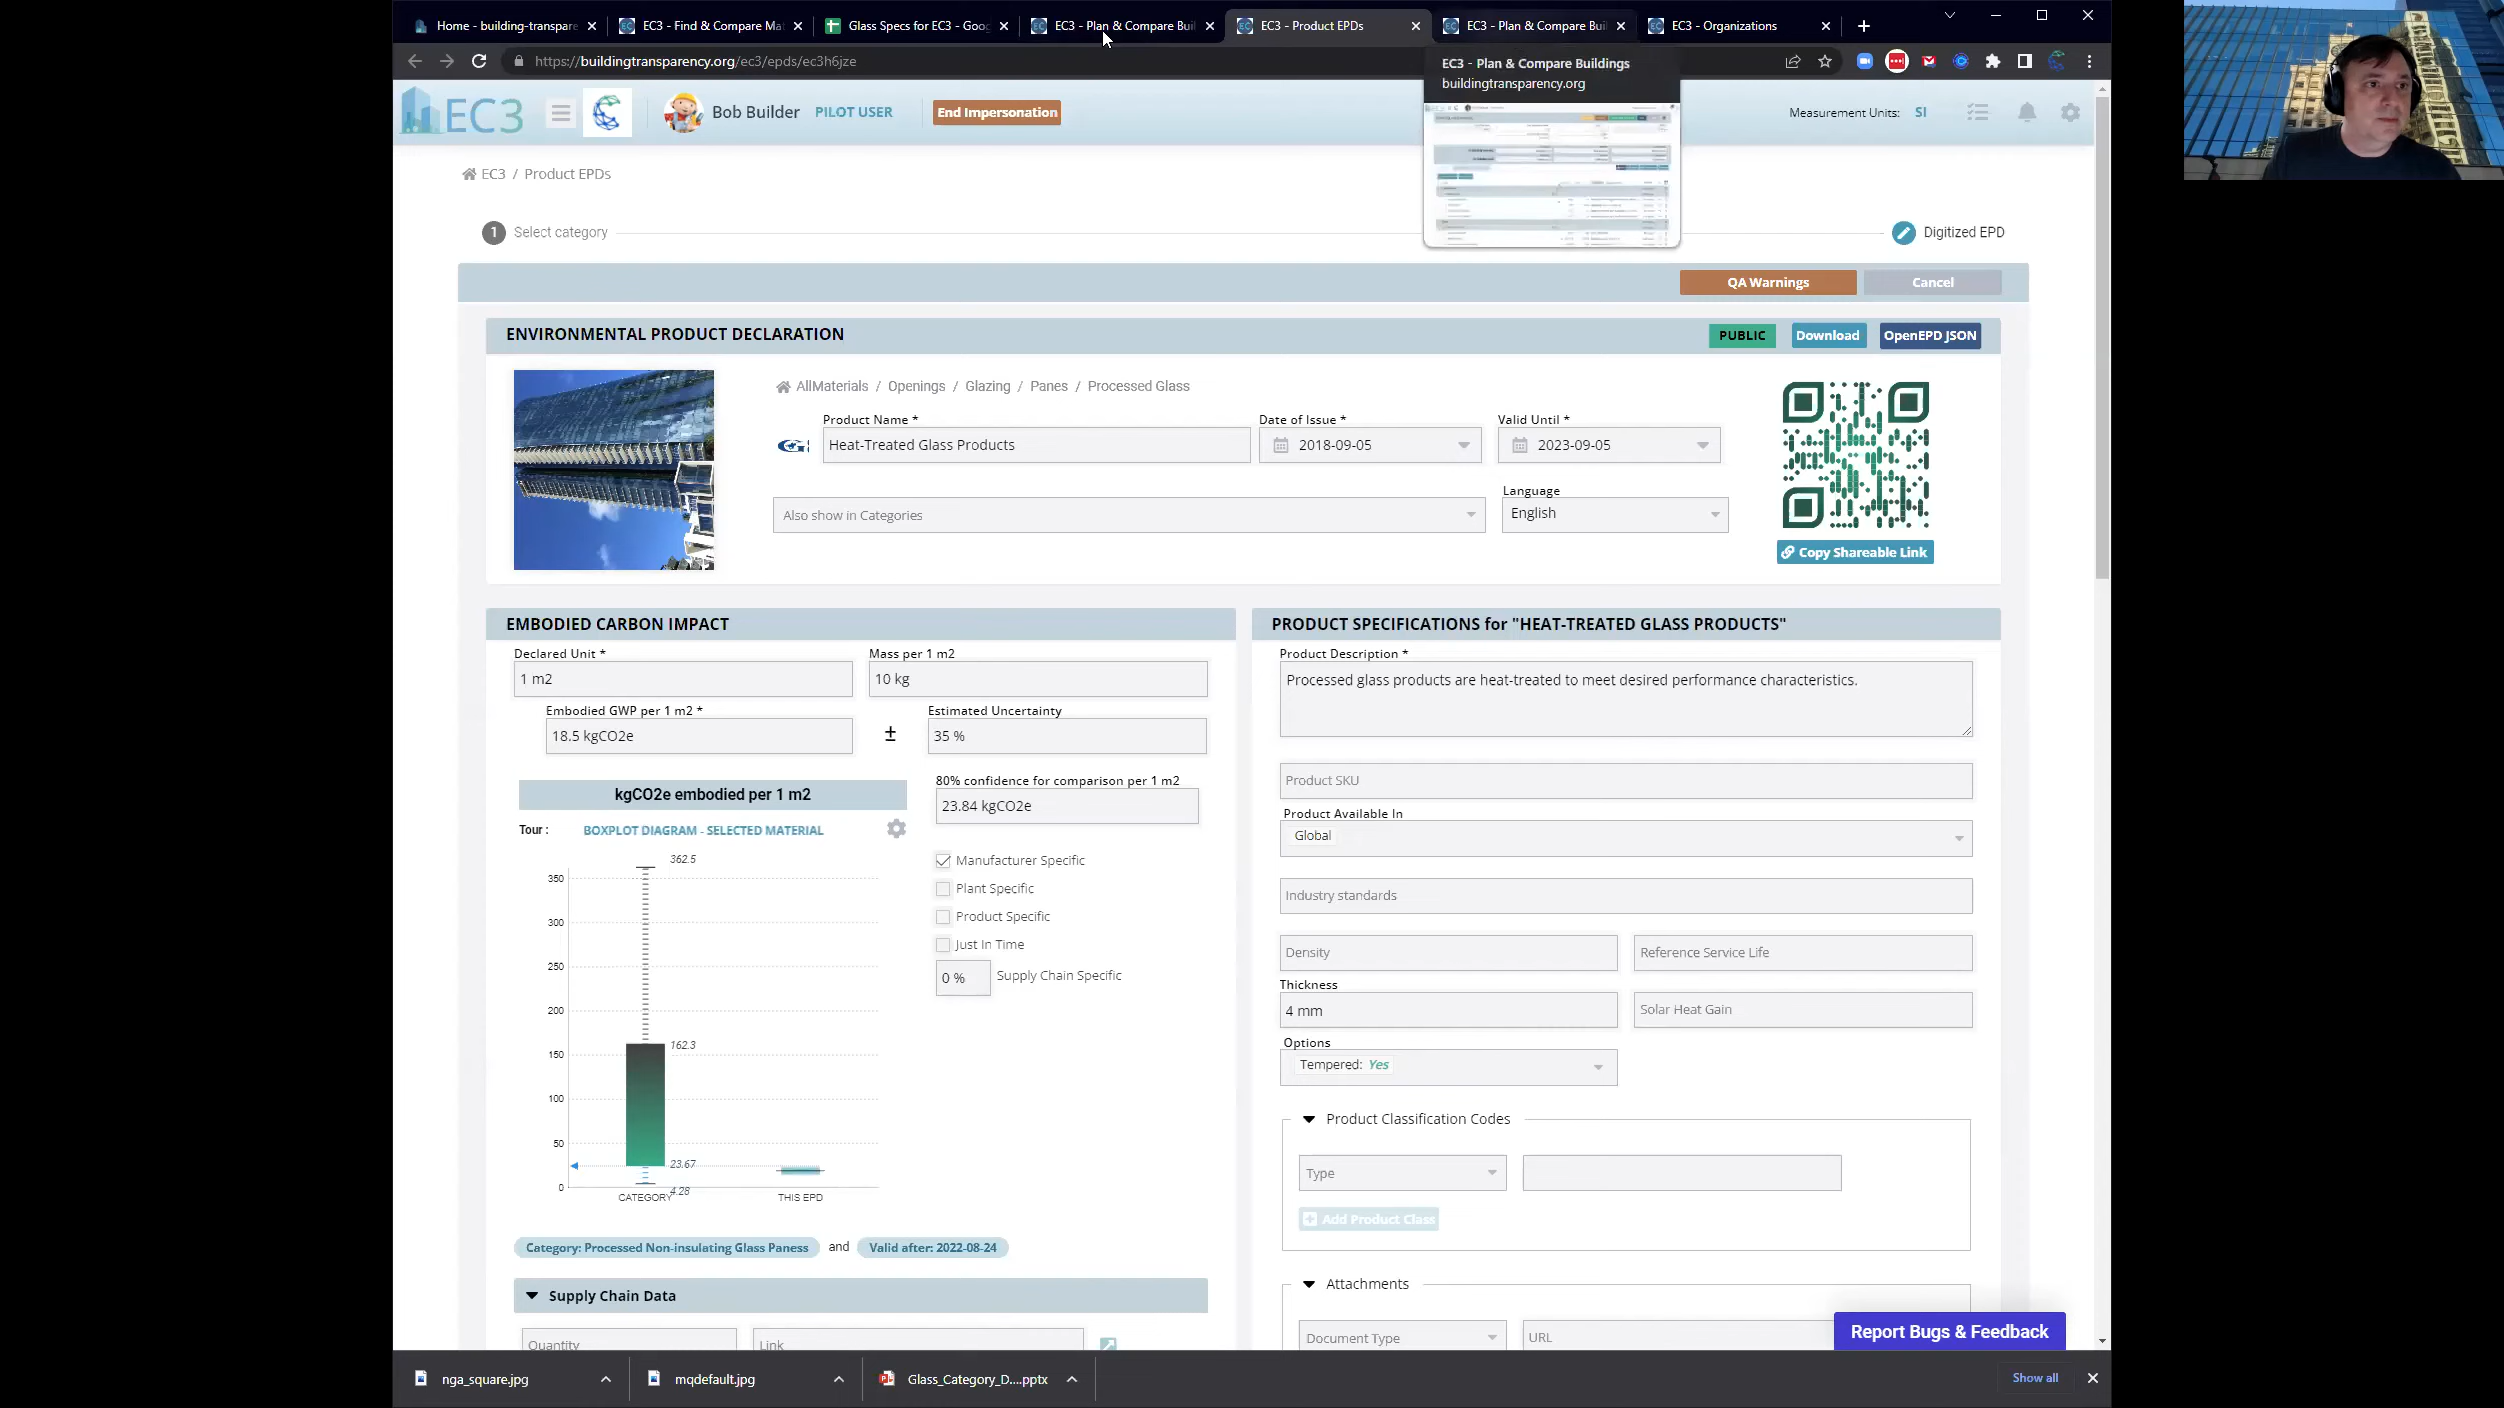 Home - building-transpare
EC3 - Find & Compare Mat
Glass Specs for EC3 - Goog
EC3 - Plan & Compare Buil
EC3 - Product EPDs
EC3 - Plan & Compare Buil
EC3 - Organizations
https://buildingtransparency.org/ec3/epds/ec3h6jze
EC3 - Plan & Compare Buildings
buildingtransparency.org
EC3
Bob Builder
PILOT USER
End Impersonation
Measurement Units: SI
EC3 / Product EPDs
1 Select category
Digitized EPD
QA Warnings
Cancel
ENVIRONMENTAL PRODUCT DECLARATION
PUBLIC
Download
OpenEPD JSON
AllMaterials / Openings / Glazing / Panes / Processed Glass
Product Name *
Heat-Treated Glass Products
Date of Issue *
2018-09-05
Valid Until *
2023-09-05
Also show in Categories
Language
English
Copy Shareable Link
EMBODIED CARBON IMPACT
Declared Unit *
1 m2
Mass per 1 m2
10 kg
Embodied GWP per 1 m2 *
18.5 kgCO2e
±
Estimated Uncertainty
35 %
kgCO2e embodied per 1 m2
80% confidence for comparison per 1 m2
23.84 kgCO2e
Tour :
BOXPLOT DIAGRAM - SELECTED MATERIAL
362.5
350
300
250
200
162.3
150
100
50
23.67
4.28
0
CATEGORY
THIS EPD
Manufacturer Specific
Plant Specific
Product Specific
Just In Time
0 %
Supply Chain Specific
Category: Processed Non-insulating Glass Paness
and
Valid after: 2022-08-24
Supply Chain Data
Quantity
Link
PRODUCT SPECIFICATIONS for "HEAT-TREATED GLASS PRODUCTS"
Product Description *
Processed glass products are heat-treated to meet desired performance characteristics.
Product SKU
Product Available In
Global
Industry standards
Density
Reference Service Life
Thickness
4 mm
Solar Heat Gain
Options
Tempered: Yes
Product Classification Codes
Type
Add Product Class
Attachments
Document Type
URL
Report Bugs & Feedback
nga_square.jpg
mqdefault.jpg
Glass_Category_D....pptx
Show all